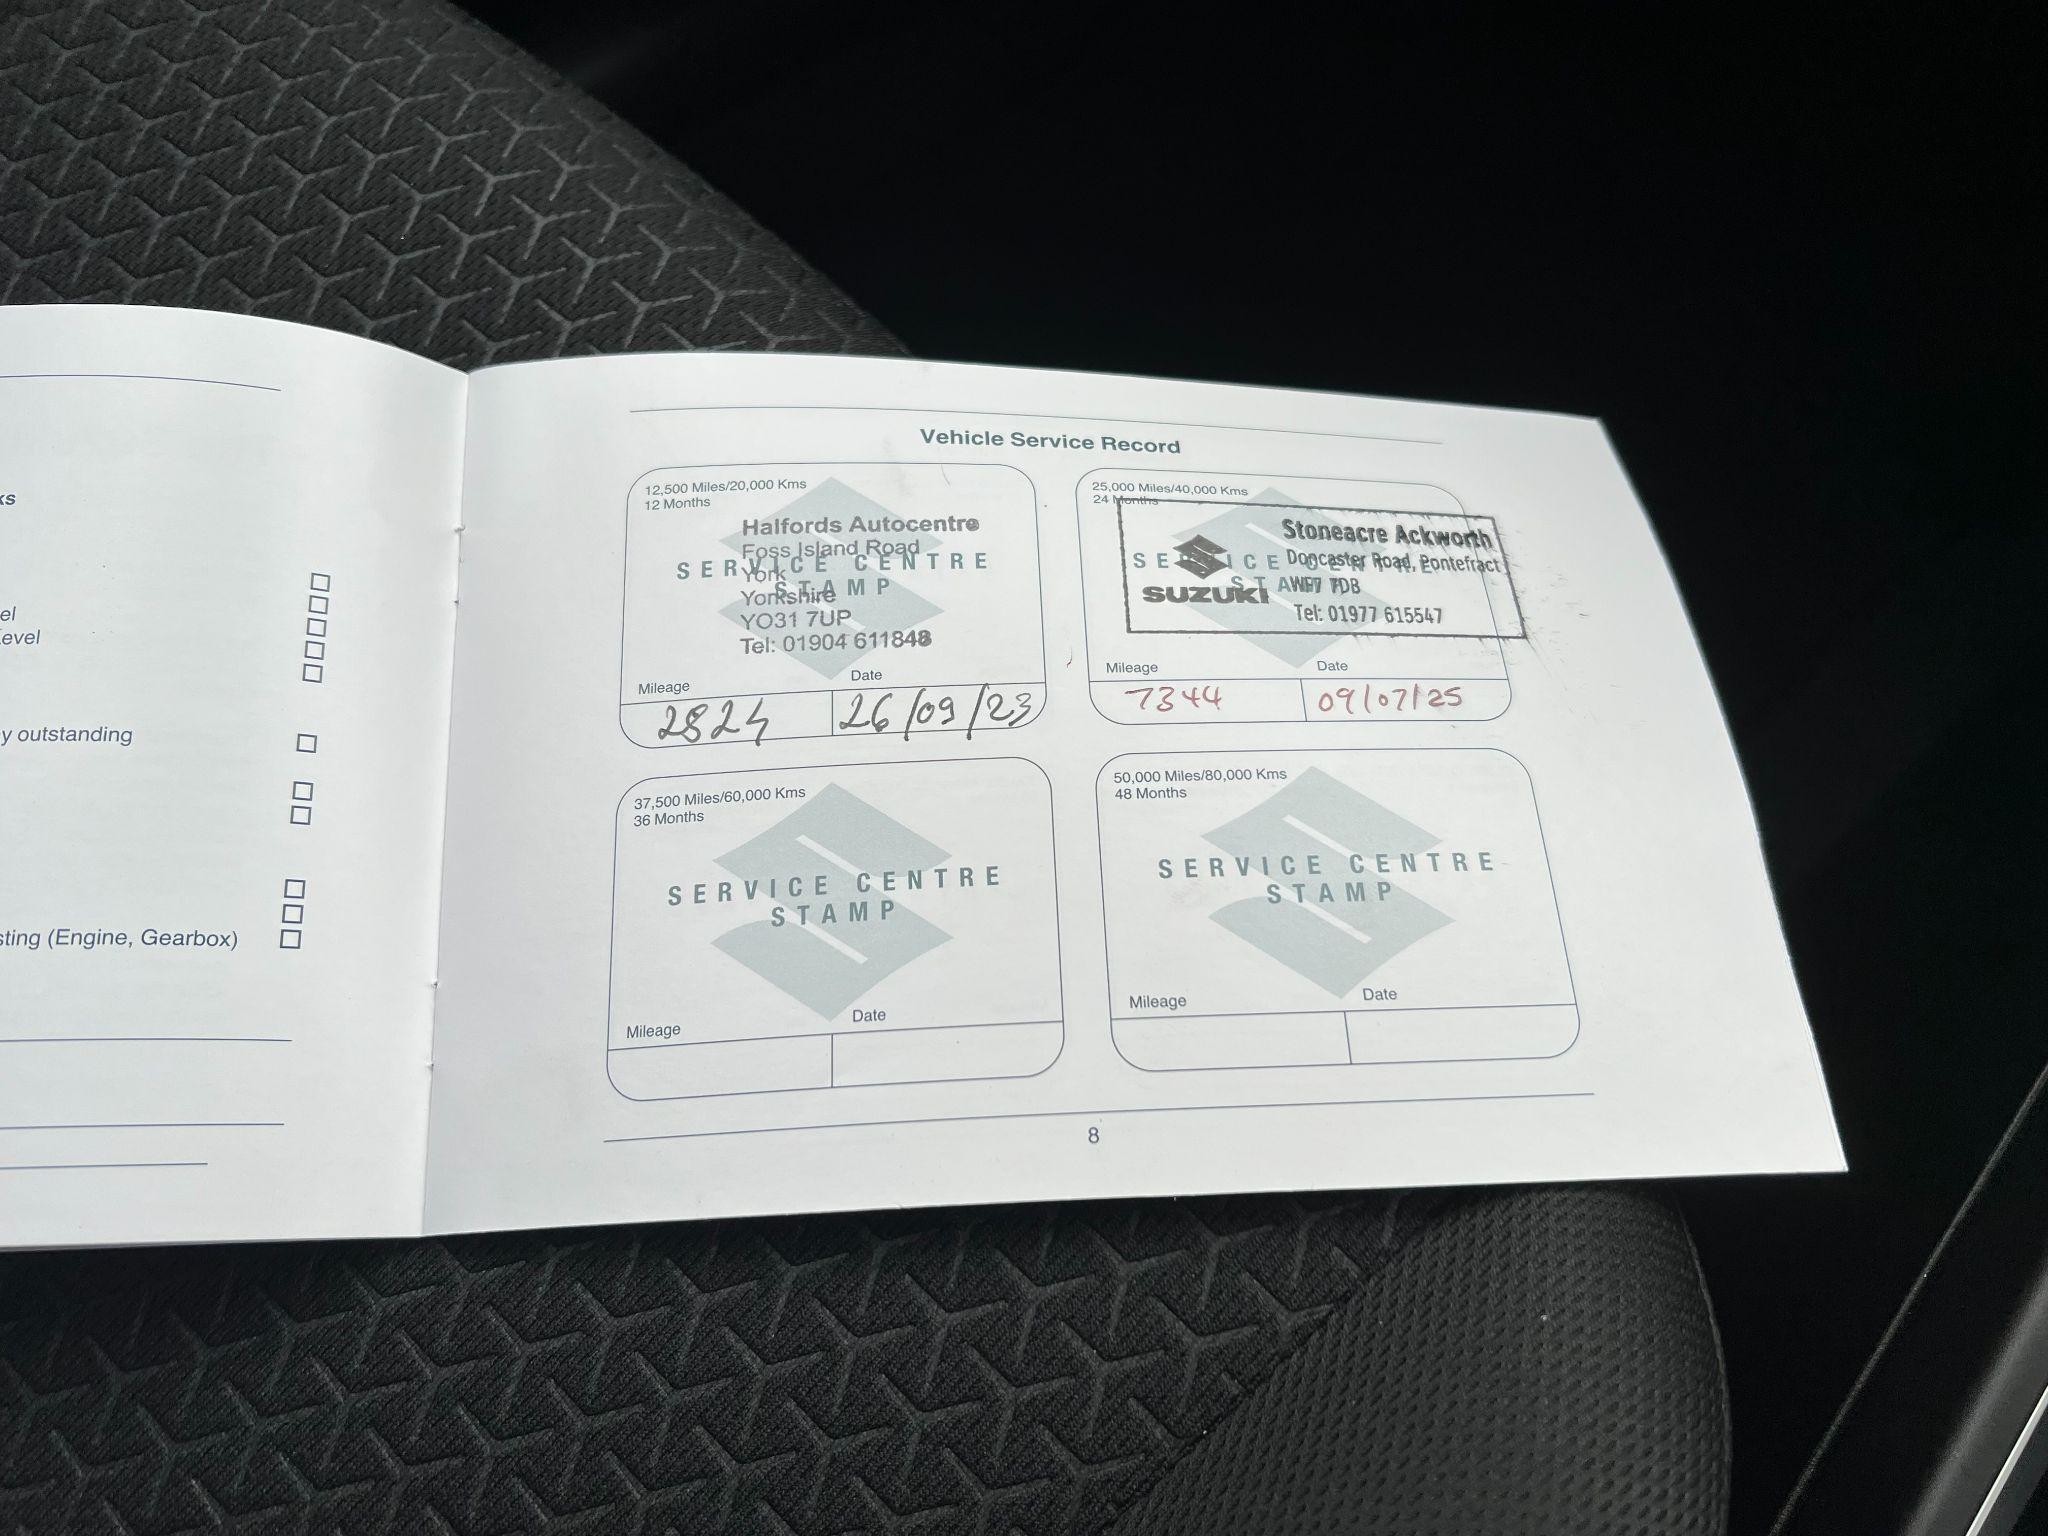 ks
el
Level
y outstanding
sting (Engine, Gearbox)
Vehicle Service Record
12,500 Miles/20,000 Kms
12 Months
SERVICE CENTRE
STAMP
Halfords Autocentre
Foss Island Road
York
Yorkshire
YO31 7UP
Tel: 01904 611848
Mileage
Date
2824
26/09/23
25,000 Miles/40,000 Kms
24 Months
SERVICE CENTRE
STAMP
SUZUKI
Stoneacre Ackworth
Doncaster Road, Pontefract
WF7 7DB
Tel: 01977 615547
Mileage
Date
7344
09/07/25
37,500 Miles/60,000 Kms
36 Months
SERVICE CENTRE
STAMP
Mileage
Date
50,000 Miles/80,000 Kms
48 Months
SERVICE CENTRE
STAMP
Mileage
Date
8